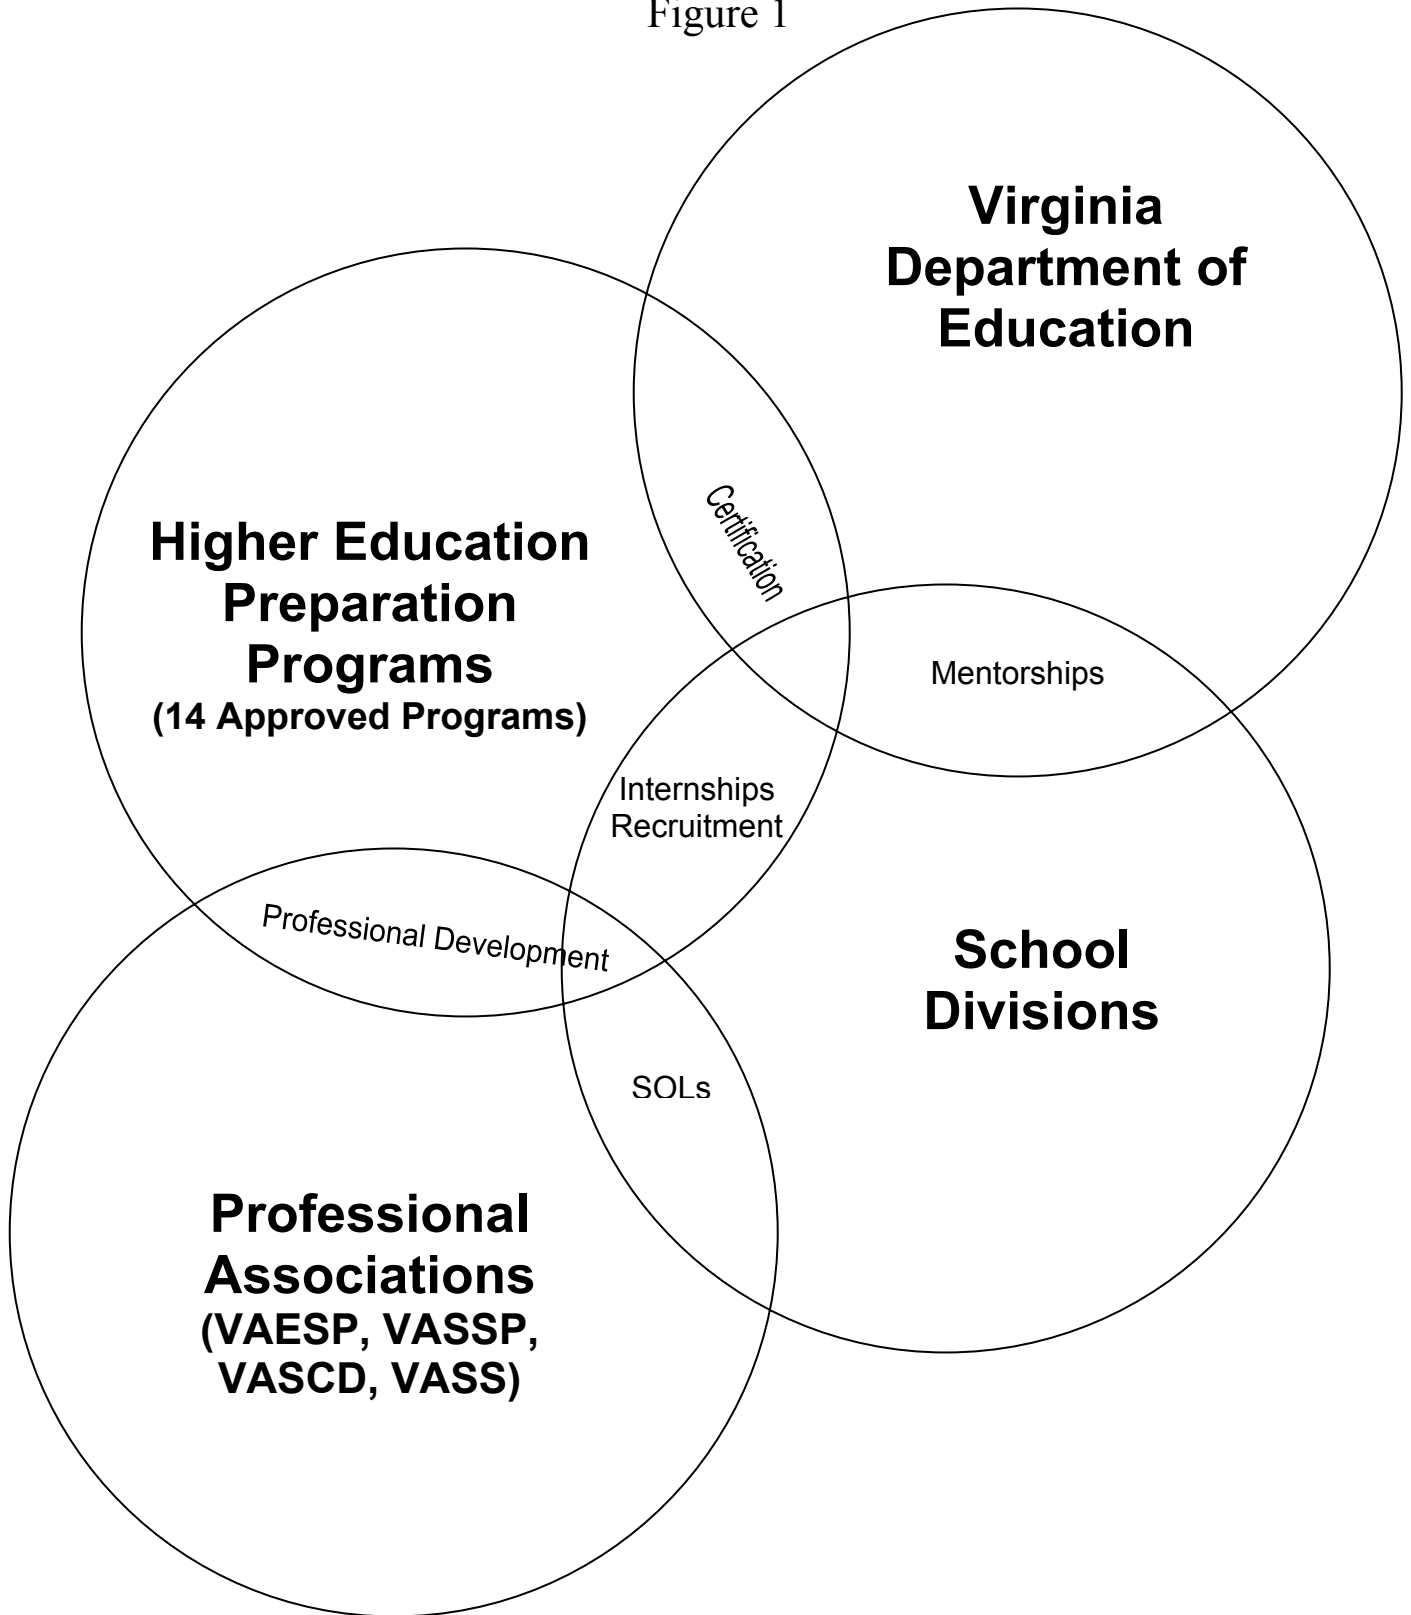 Figure 1
Virginia
Department of
Education
Certification
Higher Education
Preparation
Programs
(14 Approved Programs)
Mentorships
Internships
Recruitment
Professional Development
School
Divisions
SOLs
Professional
Associations
(VAESP, VASSP,
VASCD, VASS)